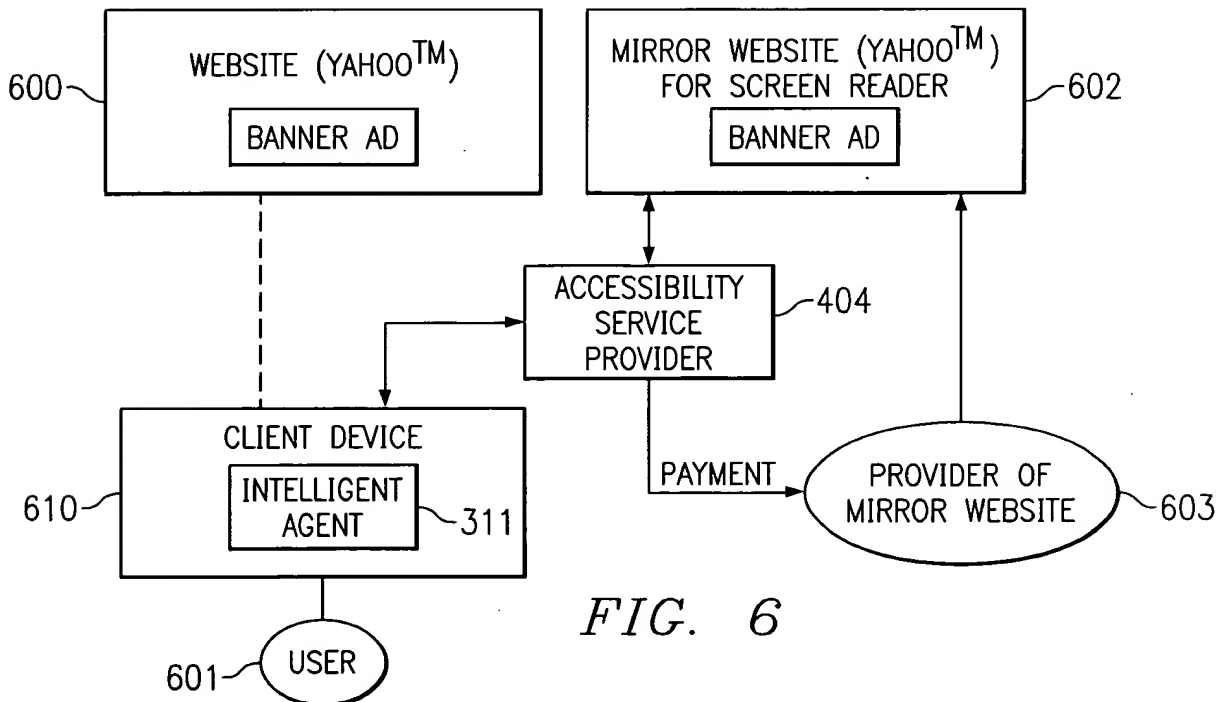 WEBSITE (YAHOO™)
BANNER AD
600
MIRROR WEBSITE (YAHOO™)
FOR SCREEN READER
BANNER AD
602
ACCESSIBILITY
SERVICE
PROVIDER
404
CLIENT DEVICE
INTELLIGENT
AGENT
311
610
PAYMENT
PROVIDER OF
MIRROR WEBSITE
603
USER
601
FIG. 6